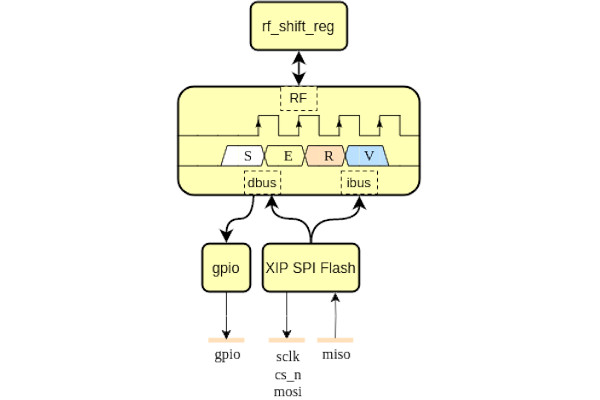 rf_shift_reg
RF
S E R V
dbus
ibus
gpio
XIP SPI Flash
gpio
sclk
miso
cs_n
mosi